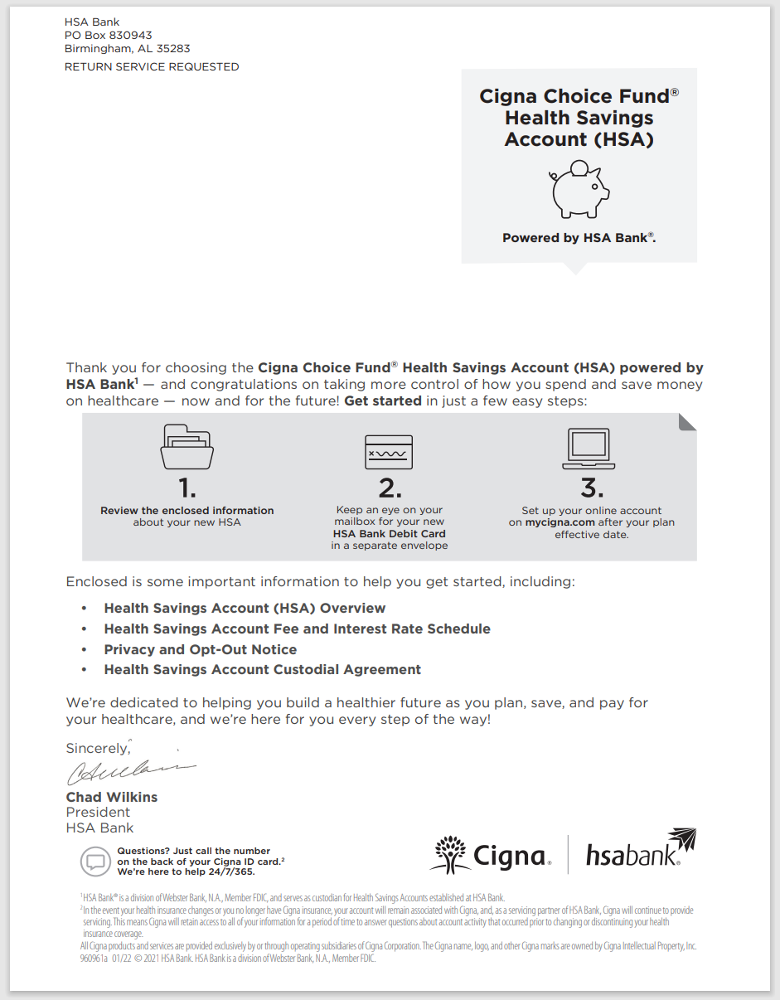 HSA Bank
PO Box 830943
Birmingham, AL 35283
RETURN SERVICE REQUESTED
Cigna Choice Fund®
Health Savings
Account (HSA)
Powered by HSA Bank®.
Thank you for choosing the Cigna Choice Fund® Health Savings Account (HSA) powered by
HSA Bank¹ — and congratulations on taking more control of how you spend and save money
on healthcare — now and for the future! Get started in just a few easy steps:
1.
Review the enclosed information
about your new HSA
2.
Keep an eye on your
mailbox for your new
HSA Bank Debit Card
in a separate envelope
3.
Set up your online account
on mycigna.com after your plan
effective date.
Enclosed is some important information to help you get started, including:
• Health Savings Account (HSA) Overview
• Health Savings Account Fee and Interest Rate Schedule
• Privacy and Opt-Out Notice
• Health Savings Account Custodial Agreement
We’re dedicated to helping you build a healthier future as you plan, save, and pay for
your healthcare, and we’re here for you every step of the way!
Sincerely,
Chad Wilkins
President
HSA Bank
Questions? Just call the number
on the back of your Cigna ID card.²
We’re here to help 24/7/365.
Cigna®
hsabank®
¹HSA Bank® is a division of Webster Bank, N.A., Member FDIC, and serves as custodian for Health Savings Accounts established at HSA Bank.
²In the event your health insurance changes or you no longer have Cigna insurance, your account will remain associated with Cigna, and, as a servicing partner of HSA Bank, Cigna will continue to provide
servicing. This means Cigna will retain access to all of your information for a period of time to answer questions about account activity that occurred prior to changing or discontinuing your health
insurance coverage.
All Cigna products and services are provided exclusively by or through operating subsidiaries of Cigna Corporation. The Cigna name, logo, and other Cigna marks are owned by Cigna Intellectual Property, Inc.
960961a 01/22 © 2021 HSA Bank. HSA Bank is a division of Webster Bank, N.A., Member FDIC.